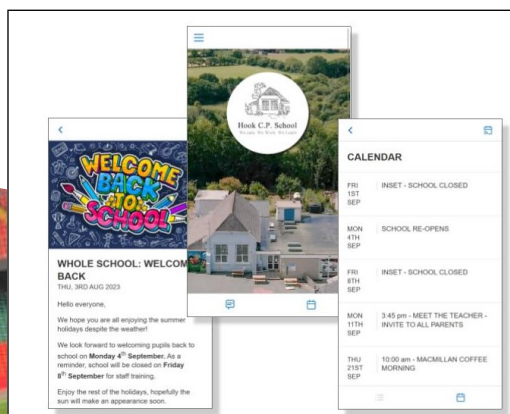 WELCOME
BACK
TO
SCHOOL
WHOLE SCHOOL: WELCOM
BACK
THU, 3RD AUG 2023
Hello everyone,
We hope you are all enjoying the summer
holidays despite the weather!
We look forward to welcoming pupils back to
school on Monday 4th September. As a
reminder, school will be closed on Friday
8th September for staff training.
Enjoy the rest of the holidays, hopefully the
sun will make an appearance soon.
Hook C.P. School
CALENDAR
FRI
1ST
SEP
INSET - SCHOOL CLOSED
MON
4TH
SEP
SCHOOL RE-OPENS
FRI
8TH
SEP
INSET - SCHOOL CLOSED
MON
11TH
SEP
3:45 pm - MEET THE TEACHER -
INVITE TO ALL PARENTS
THU
21ST
SEP
10:00 am - MACMILLAN COFFEE
MORNING